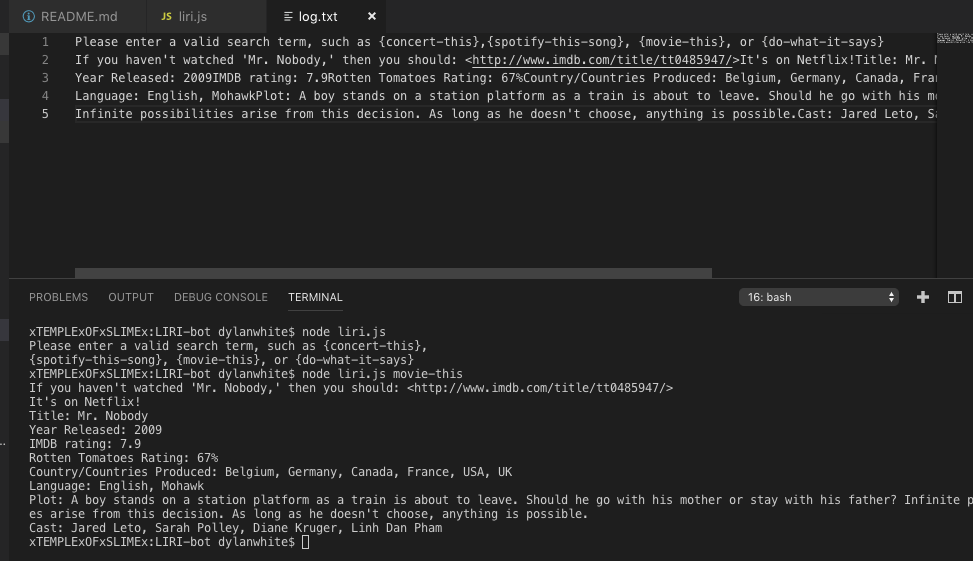 README.md
JS liri.js
log.txt
1 Please enter a valid search term, such as {concert-this},{spotify-this-song}, {movie-this}, or {do-what-it-says}
2 If you haven't watched 'Mr. Nobody,' then you should: <http://www.imdb.com/title/tt0485947/>It's on Netflix!Title: Mr.
3 Year Released: 2009IMDB rating: 7.9Rotten Tomatoes Rating: 67%Country/Countries Produced: Belgium, Germany, Canada,
4 Language: English, MohawkPlot: A boy stands on a station platform as a train is about to leave. Should he go with his
5 Infinite possibilities arise from this decision. As long as he doesn't choose, anything is possible.Cast: Jared Leto,
PROBLEMS OUTPUT DEBUG CONSOLE TERMINAL
16: bash
xTEMPLExOFxSLIMEx:LIRI-bot dylanwhite$ node liri.js
Please enter a valid search term, such as {concert-this},
{spotify-this-song}, {movie-this}, or {do-what-it-says}
xTEMPLExOFxSLIMEx:LIRI-bot dylanwhite$ node liri.js movie-this
If you haven't watched 'Mr. Nobody,' then you should: <http://www.imdb.com/title/tt0485947/>
It's on Netflix!
Title: Mr. Nobody
Year Released: 2009
IMDB rating: 7.9
Rotten Tomatoes Rating: 67%
Country/Countries Produced: Belgium, Germany, Canada, France, USA, UK
Language: English, Mohawk
Plot: A boy stands on a station platform as a train is about to leave. Should he go with his mother or stay with his father? Infinite p
es arise from this decision. As long as he doesn't choose, anything is possible.
Cast: Jared Leto, Sarah Polley, Diane Kruger, Linh Dan Pham
xTEMPLExOFxSLIMEx:LIRI-bot dylanwhite$